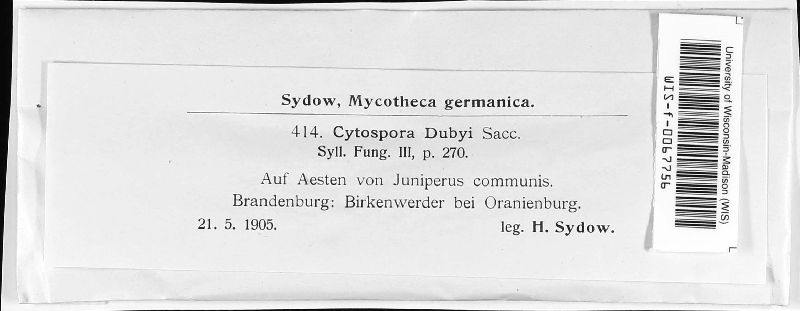 Sydow, Mycotheca germanica.
414. Cytospora Dubyi Sacc.
Syll. Fung. III, p. 270.
Auf Aesten von Juniperus communis.
Brandenburg: Birkenwerder bei Oranienburg.
21. 5. 1905. leg. H. Sydow.
University of Wisconsin-Madison (WIS)
WIS-f-0067756